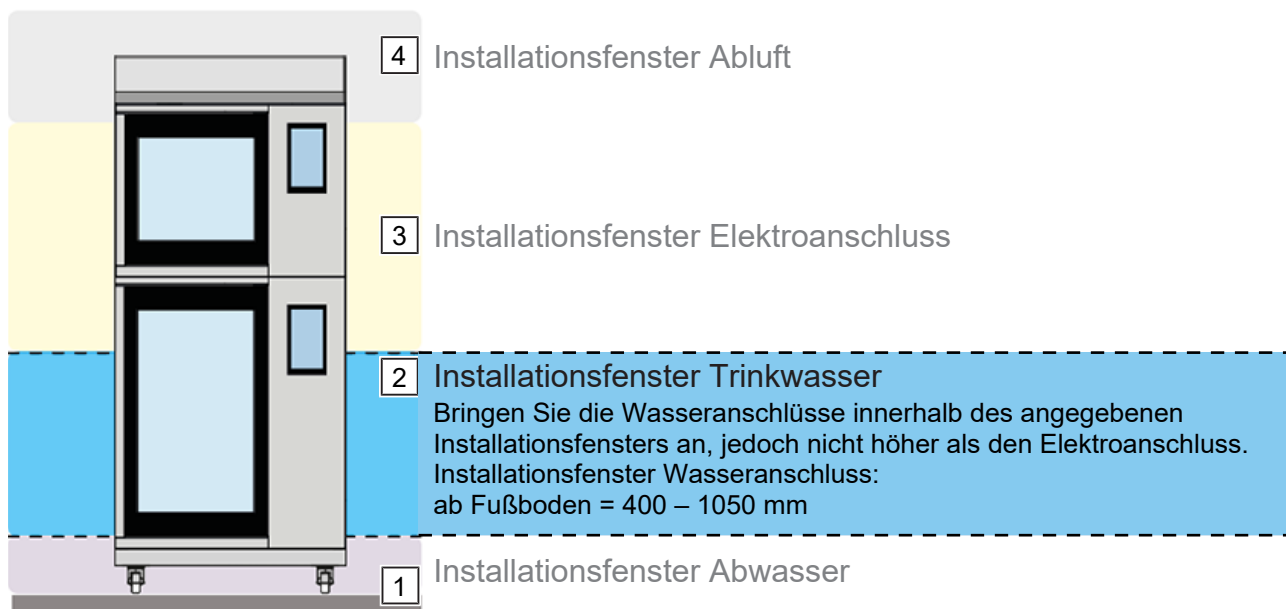 4 Installationsfenster Abluft
3 Installationsfenster Elektroanschluss
2 Installationsfenster Trinkwasser
Bringen Sie die Wasseranschlüsse innerhalb des angegebenen
Installationsfensters an, jedoch nicht höher als den Elektroanschluss.
Installationsfenster Wasseranschluss:
ab Fußboden = 400 – 1050 mm
1 Installationsfenster Abwasser